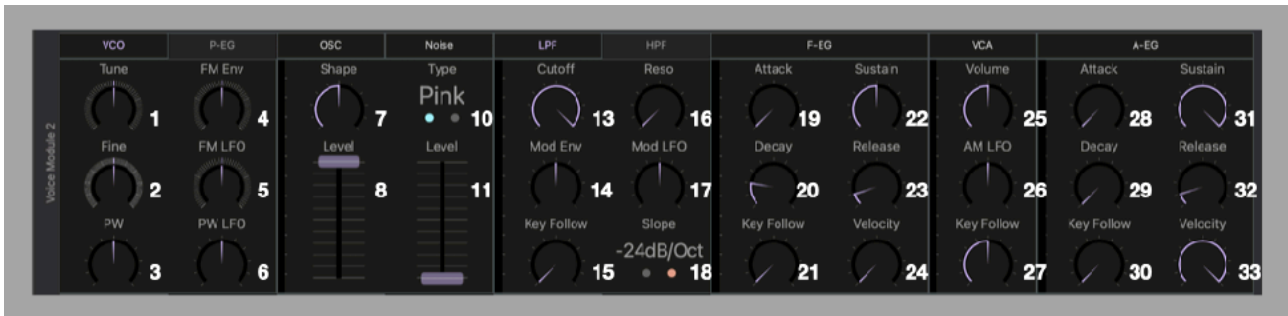 VCO P-EG OSC Noise LPF HPF F-EG VCA A-EG
Tune FM Env Shape Type Cutoff Reso Attack Sustain Volume Attack Sustain
Pink
1 4 7 10 13 16 19 22 25 28 31
Fine FM LFO Level Level Mod Env Mod LFO Decay Release AM LFO Decay Release
2 5 8 11 14 17 20 23 26 29 32
PW PW LFO Key Follow Slope Key Follow Velocity Key Follow Key Follow Velocity
-24dB/Oct
3 6 15 18 21 24 27 30 33
Voice Module 2